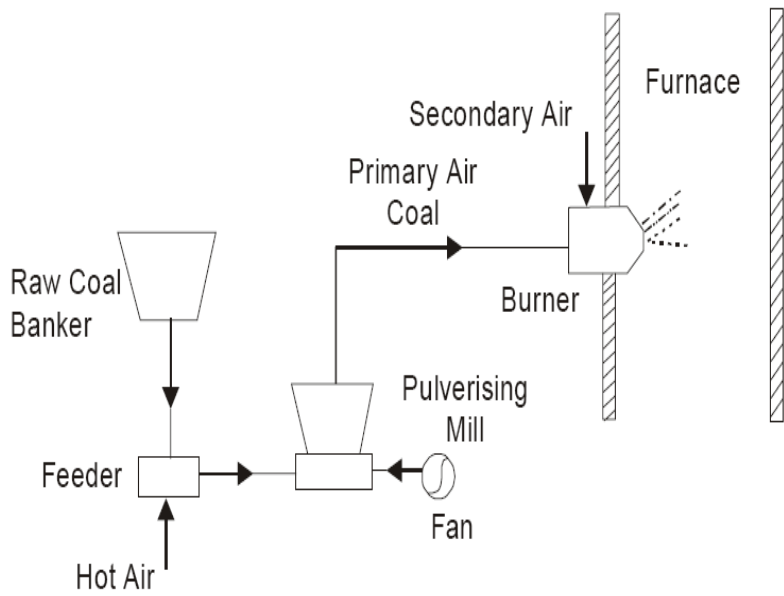 Furnace
Secondary Air
Primary Air
Coal
Raw Coal
Banker
Burner
Pulverising
Mill
Feeder
Fan
Hot Air